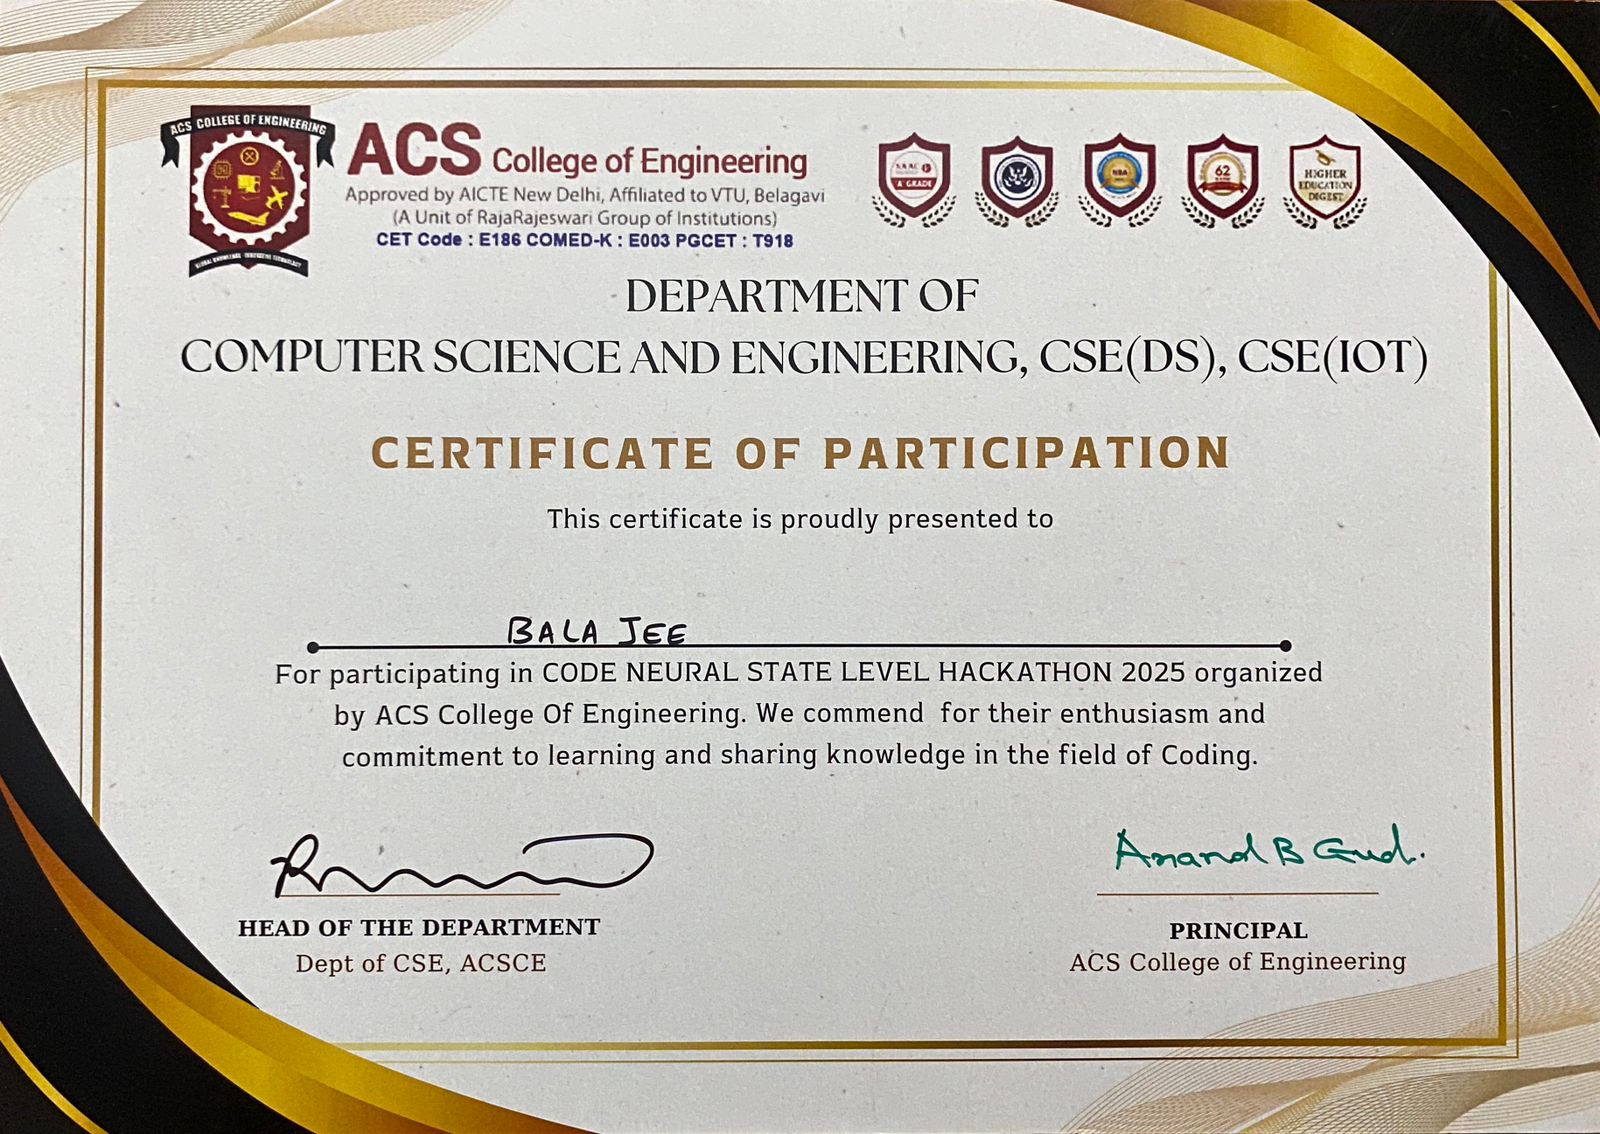 ACS COLLEGE OF ENGINEERING
ACS College of Engineering
Approved by AICTE New Delhi, Affiliated to VTU, Belagavi
(A Unit of RajaRajeswari Group of Institutions)
CET Code : E186 COMED-K : E003 PGCET : T918
A GRADE
NBA
62
HIGHER
EDUCATION
DIGEST
DEPARTMENT OF
COMPUTER SCIENCE AND ENGINEERING, CSE(DS), CSE(IOT)
CERTIFICATE OF PARTICIPATION
This certificate is proudly presented to
BALA JEE
For participating in CODE NEURAL STATE LEVEL HACKATHON 2025 organized
by ACS College Of Engineering. We commend for their enthusiasm and
commitment to learning and sharing knowledge in the field of Coding.
Anand B Gud.
HEAD OF THE DEPARTMENT
Dept of CSE, ACSCE
PRINCIPAL
ACS College of Engineering